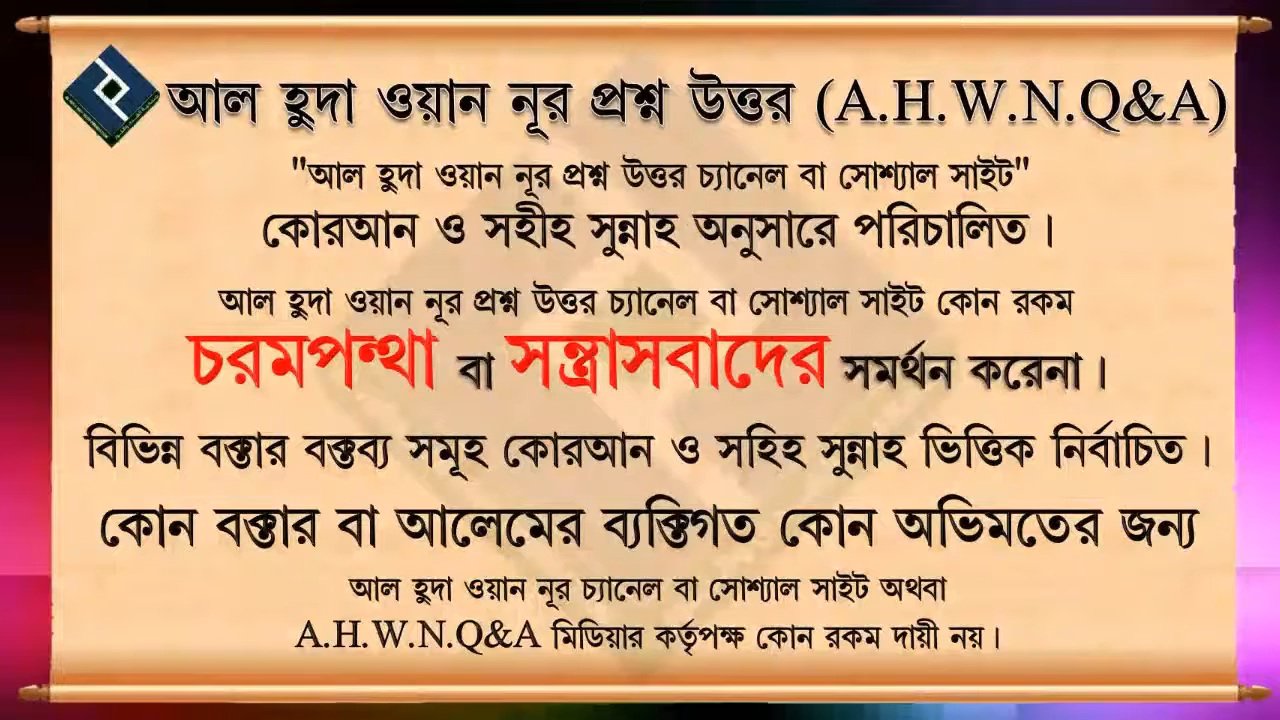 আল হুদা ওয়ান নূর প্রশ্ন উত্তর (A.H.W.N.Q&A)
"আল হুদা ওয়ান নূর প্রশ্ন উত্তর চ্যানেল বা সোশ্যাল সাইট"
কোরআন ও সহীহ সুন্নাহ অনুসারে পরিচালিত ।
আল হুদা ওয়ান নূর প্রশ্ন উত্তর চ্যানেল বা সোশ্যাল সাইট কোন রকম
চরমপন্থা বা সন্ত্রাসবাদের সমর্থন করেনা ।
বিভিন্ন বক্তার বক্তব্য সমূহ কোরআন ও সহিহ সুন্নাহ ভিত্তিক নির্বাচিত ।
কোন বক্তার বা আলেমের ব্যক্তিগত কোন অভিমতের জন্য
আল হুদা ওয়ান নূর চ্যানেল বা সোশ্যাল সাইট অথবা
A.H.W.N.Q&A মিডিয়ার কর্তৃপক্ষ কোন রকম দায়ী নয় ।